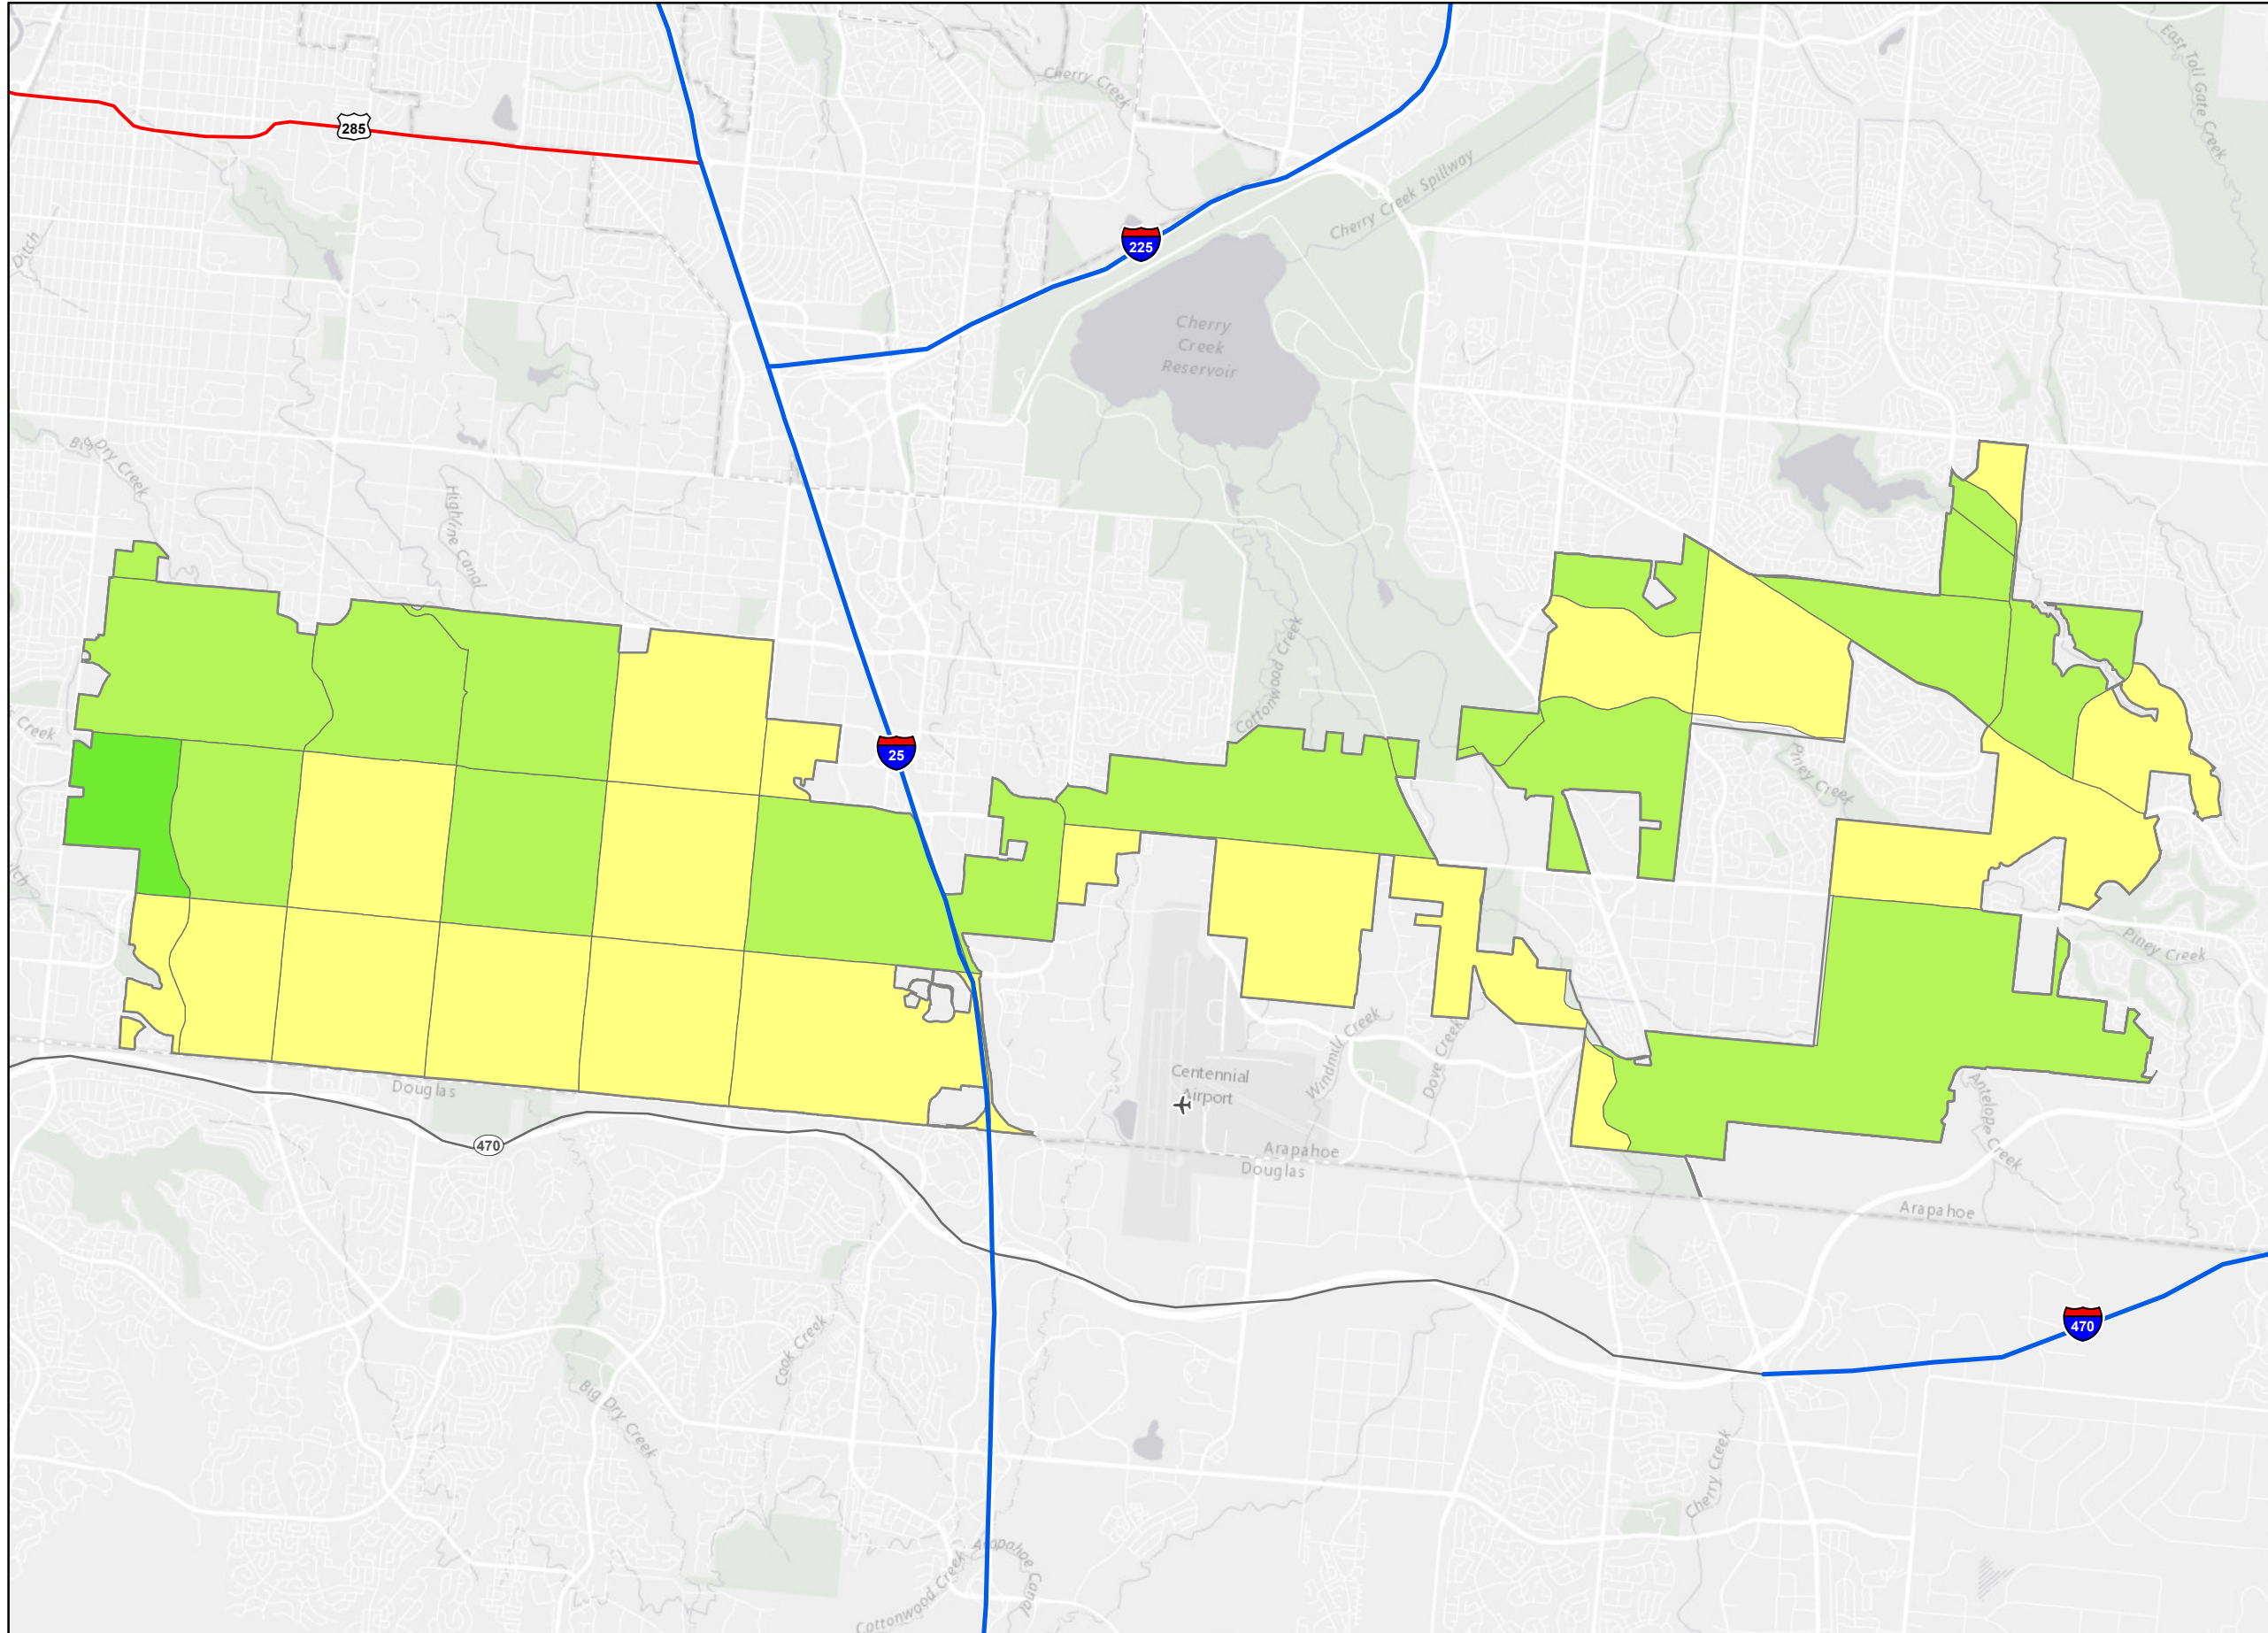 East Toll Gate Creek
Cherry Creek
285
Cherry Creek Spillway
225
Ditch
Cherry
Creek
Reservoir
Big Dry Creek
Highline Canal
Cottonwood Creek
Creek
25
Piney Creek
Piney Creek
Windmill Creek
Dove Creek
Centennial
Airport
Antelope Creek
Douglas
470
Arapahoe
Douglas
Arapahoe
470
Cook Creek
Big Dry Creek
Cherry Creek
Arapahoe Canal
Cottonwood Creek